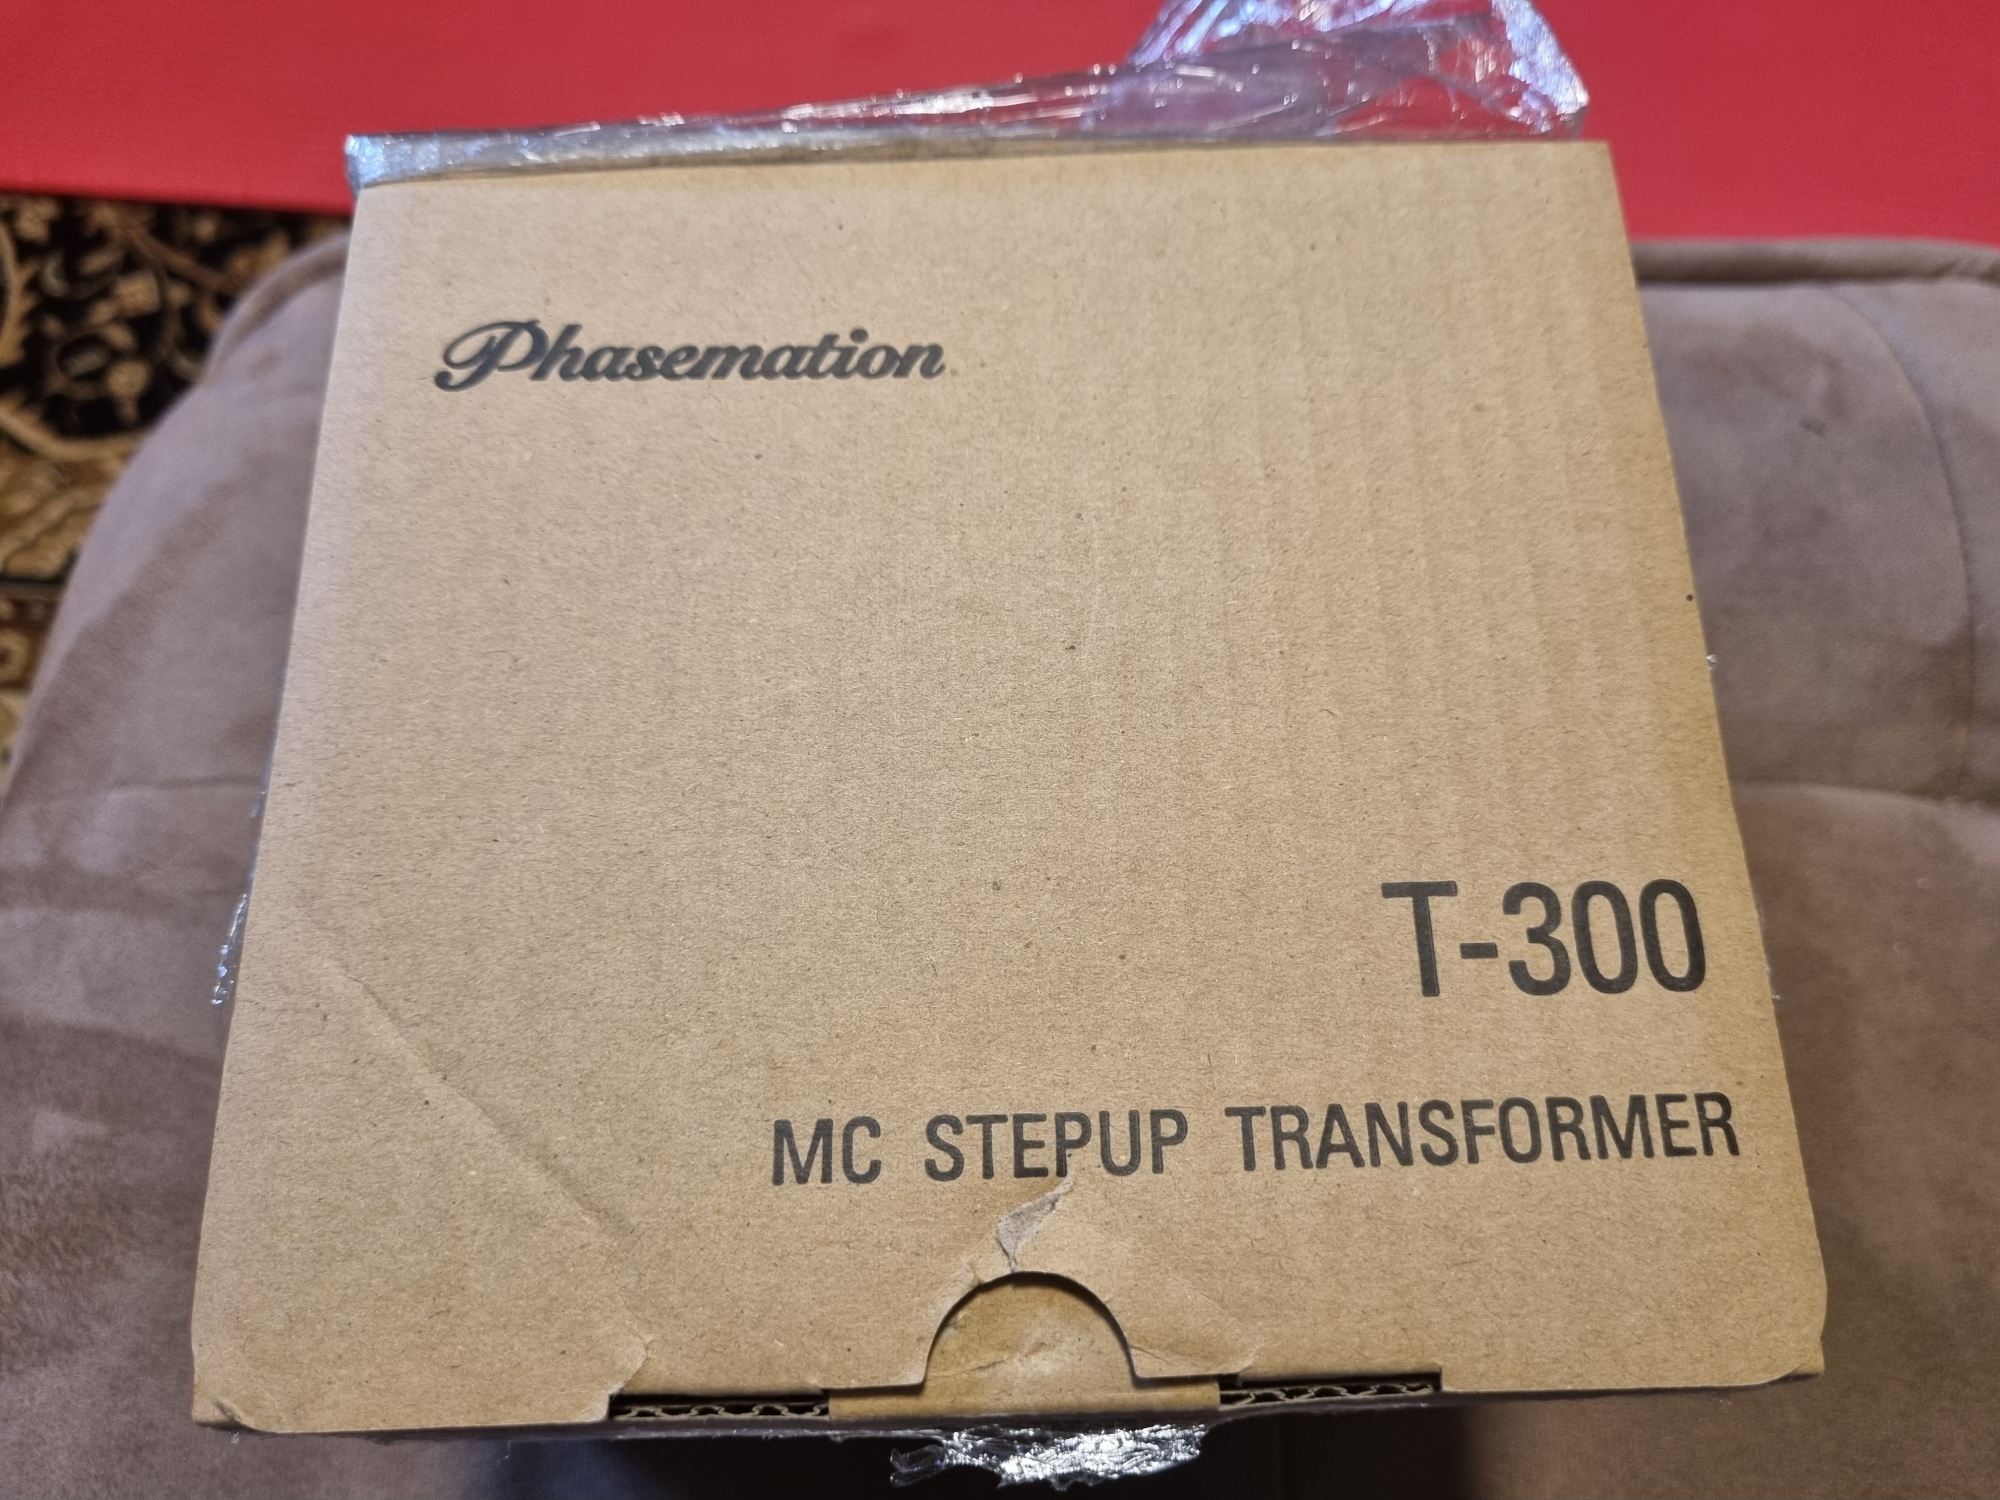 Phasemation
T-300
MC STEPUP TRANSFORMER